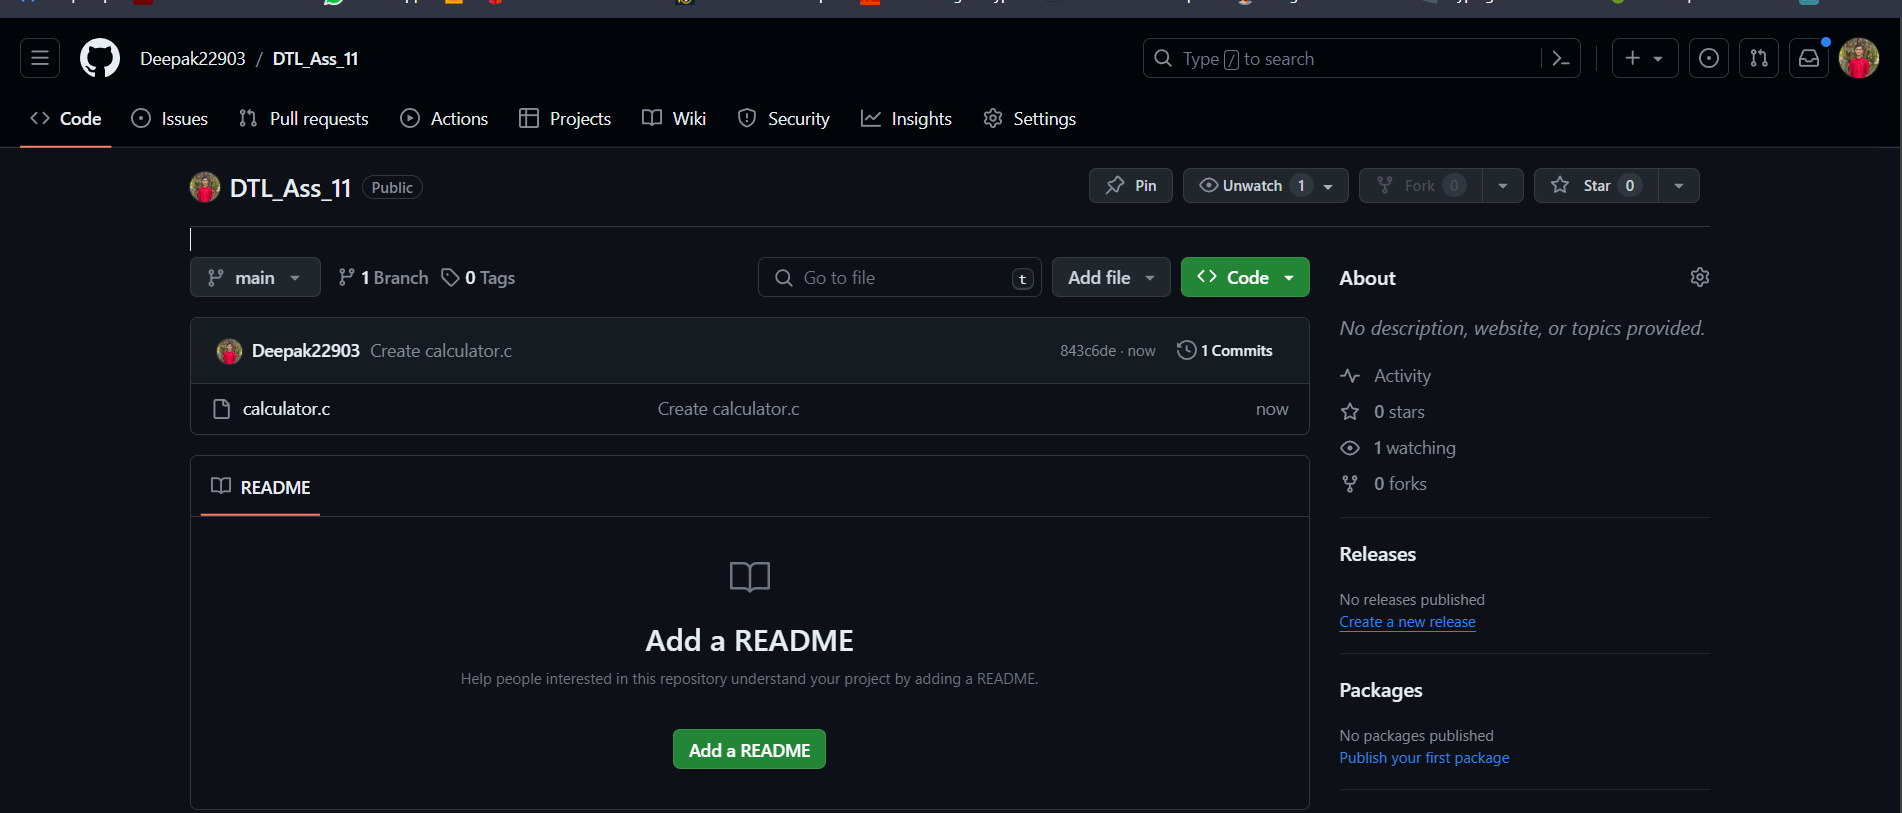 Deepak22903 / DTL_Ass_11
Type / to search
Code Issues Pull requests Actions Projects Wiki Security Insights Settings
DTL_Ass_11 Public
Pin Unwatch 1 Fork 0 Star 0
main 1 Branch 0 Tags Go to file t Add file Code
Deepak22903 Create calculator.c 843c6de · now 1 Commits
calculator.c Create calculator.c now
README
Add a README
Help people interested in this repository understand your project by adding a README.
Add a README
About
No description, website, or topics provided.
Activity
0 stars
1 watching
0 forks
Releases
No releases published
Create a new release
Packages
No packages published
Publish your first package